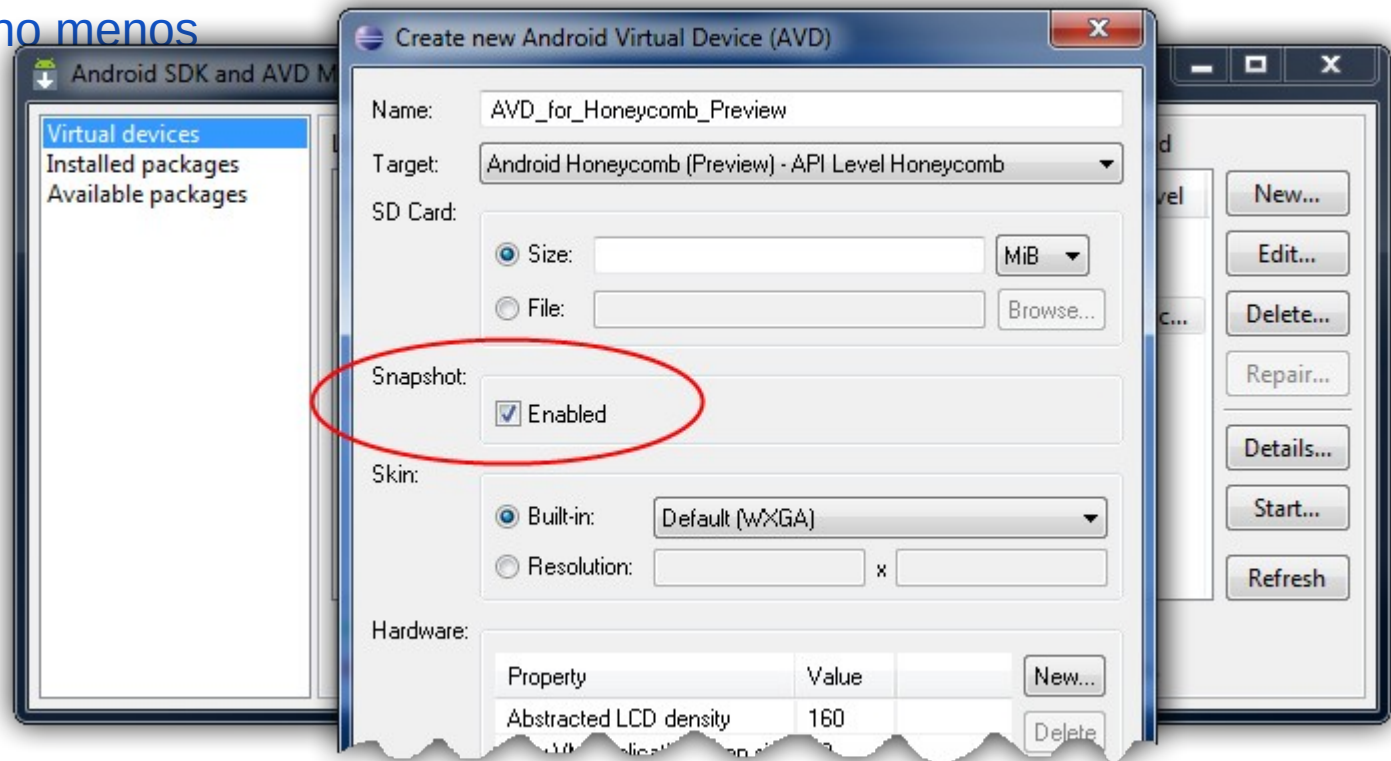 no menos
Android SDK and AVD M
Virtual devices
Installed packages
Available packages
New...
Edit...
Delete...
Repair...
Details...
Start...
Refresh
Create new Android Virtual Device (AVD)
Name: AVD_for_Honeycomb_Preview
Target: Android Honeycomb (Preview) - API Level Honeycomb
SD Card:
Size: MiB
File: Browse...
Snapshot:
Enabled
Skin:
Built-in: Default (WXGA)
Resolution: x
Hardware:
Property Value New...
Abstracted LCD density 160
Delete